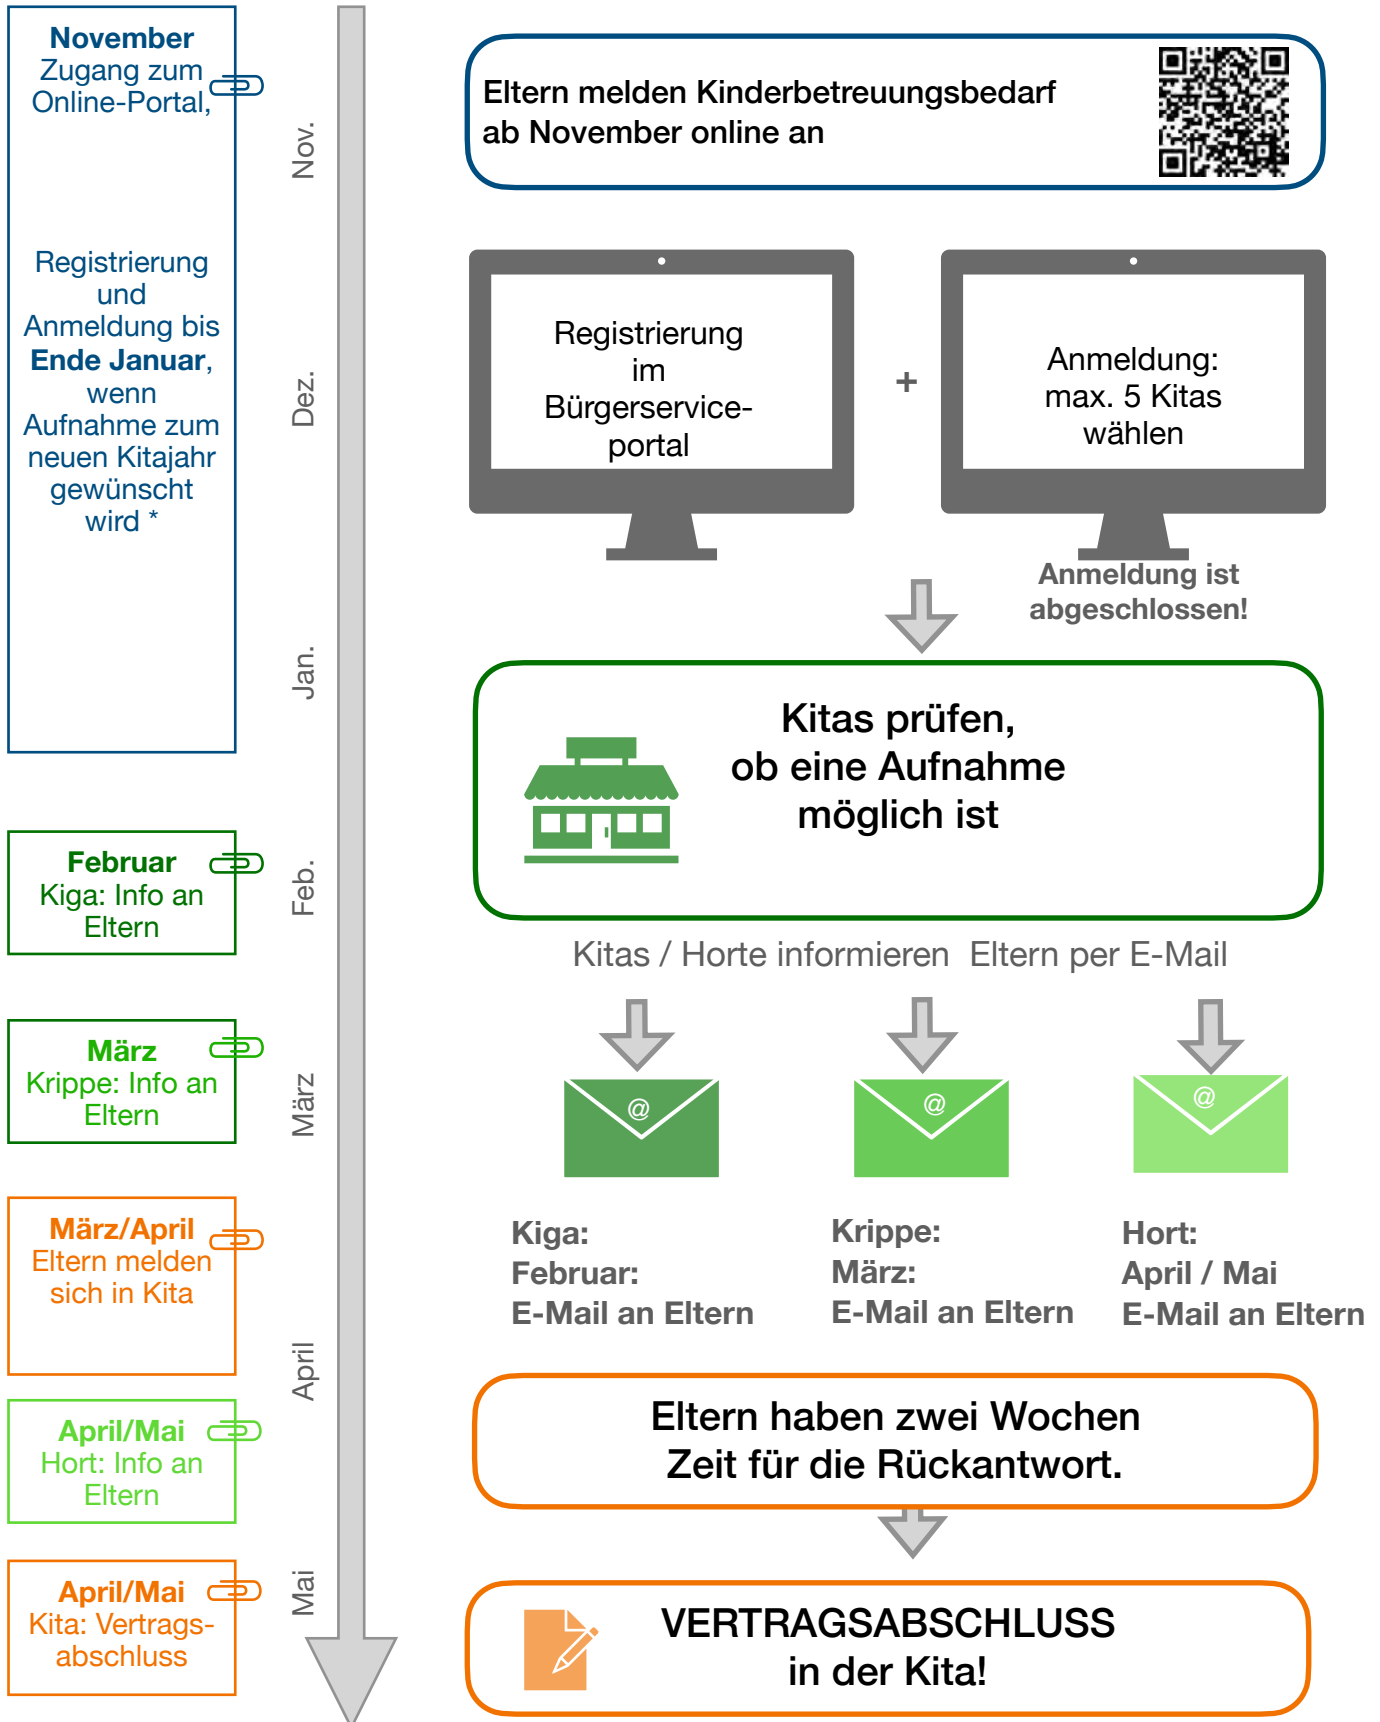 November
Zugang zum
Online-Portal,
Registrierung
und
Anmeldung bis
Ende Januar,
wenn
Aufnahme zum
neuen Kitajahr
gewünscht
wird *
Februar
Kiga: Info an
Eltern
März
Krippe: Info an
Eltern
März/April
Eltern melden
sich in Kita
April/Mai
Hort: Info an
Eltern
April/Mai
Kita: Vertrags-
abschluss
Nov.
Dez.
Jan.
Feb.
März
April
Mai
Eltern melden Kinderbetreuungsbedarf
ab November online an
Registrierung
im
Bürgerservice-
portal
+
Anmeldung:
max. 5 Kitas
wählen
Anmeldung ist
abgeschlossen!
Kitas prüfen,
ob eine Aufnahme
möglich ist
Kitas / Horte informieren  Eltern per E-Mail
@
@
@
Kiga:
Februar:
E-Mail an Eltern
Krippe:
März:
E-Mail an Eltern
Hort:
April / Mai
E-Mail an Eltern
Eltern haben zwei Wochen
Zeit für die Rückantwort.
VERTRAGSABSCHLUSS
in der Kita!